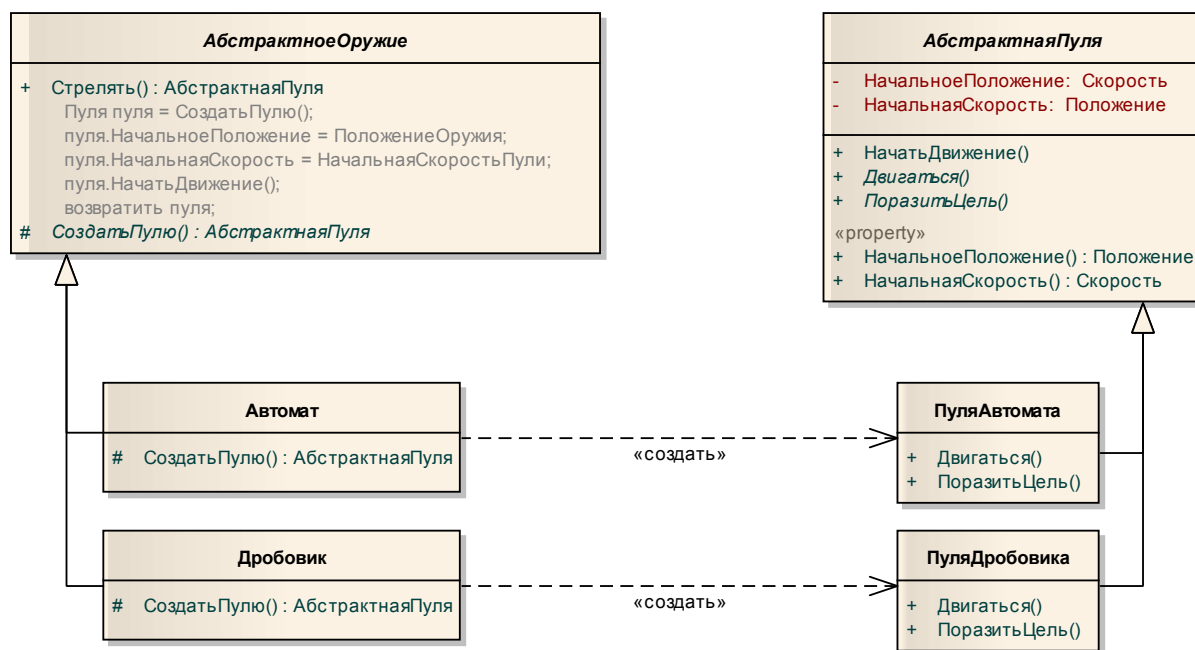 АбстрактноеОружие
+ Стрелять() : АбстрактнаяПуля
Пуля пуля = СоздатьПулю();
пуля.НачальноеПоложение = ПоложениеОружия;
пуля.НачальнаяСкорость = НачальнаяСкоростьПули;
пуля.НачатьДвижение();
возвратить пуля;
# СоздатьПулю() : АбстрактнаяПуля
АбстрактнаяПуля
- НачальноеПоложение: Скорость
- НачальнаяСкорость: Положение
+ НачатьДвижение()
+ Двигаться()
+ ПоразитьЦель()
«property»
+ НачальноеПоложение() : Положение
+ НачальнаяСкорость() : Скорость
Автомат
# СоздатьПулю() : АбстрактнаяПуля
«создать»
ПуляАвтомата
+ Двигаться()
+ ПоразитьЦель()
Дробовик
# СоздатьПулю() : АбстрактнаяПуля
«создать»
ПуляДробовика
+ Двигаться()
+ ПоразитьЦель()